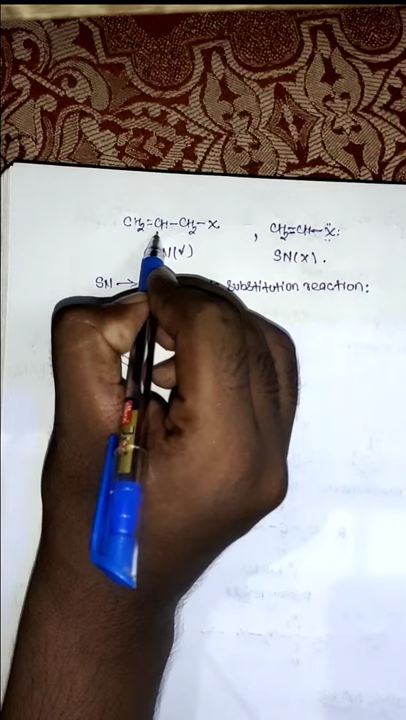 CH₂=CH-CH₂-X , CH₂=CH-Ẍ:
N(√) SN(X).
SN → substitution reaction: